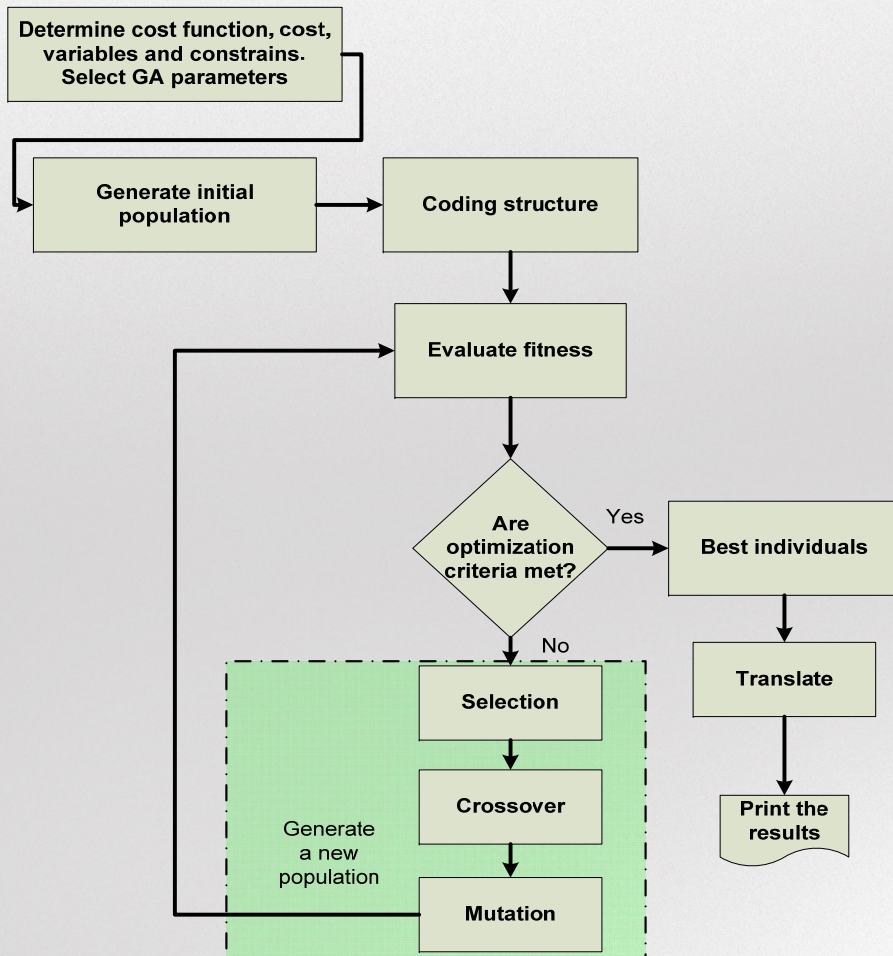 Determine cost function, cost,
variables and constrains.
Select GA parameters
Generate initial
population
Coding structure
Evaluate fitness
Are
optimization
criteria met?
Yes
Best individuals
No
Translate
Selection
Crossover
Print the
results
Generate
a new
population
Mutation